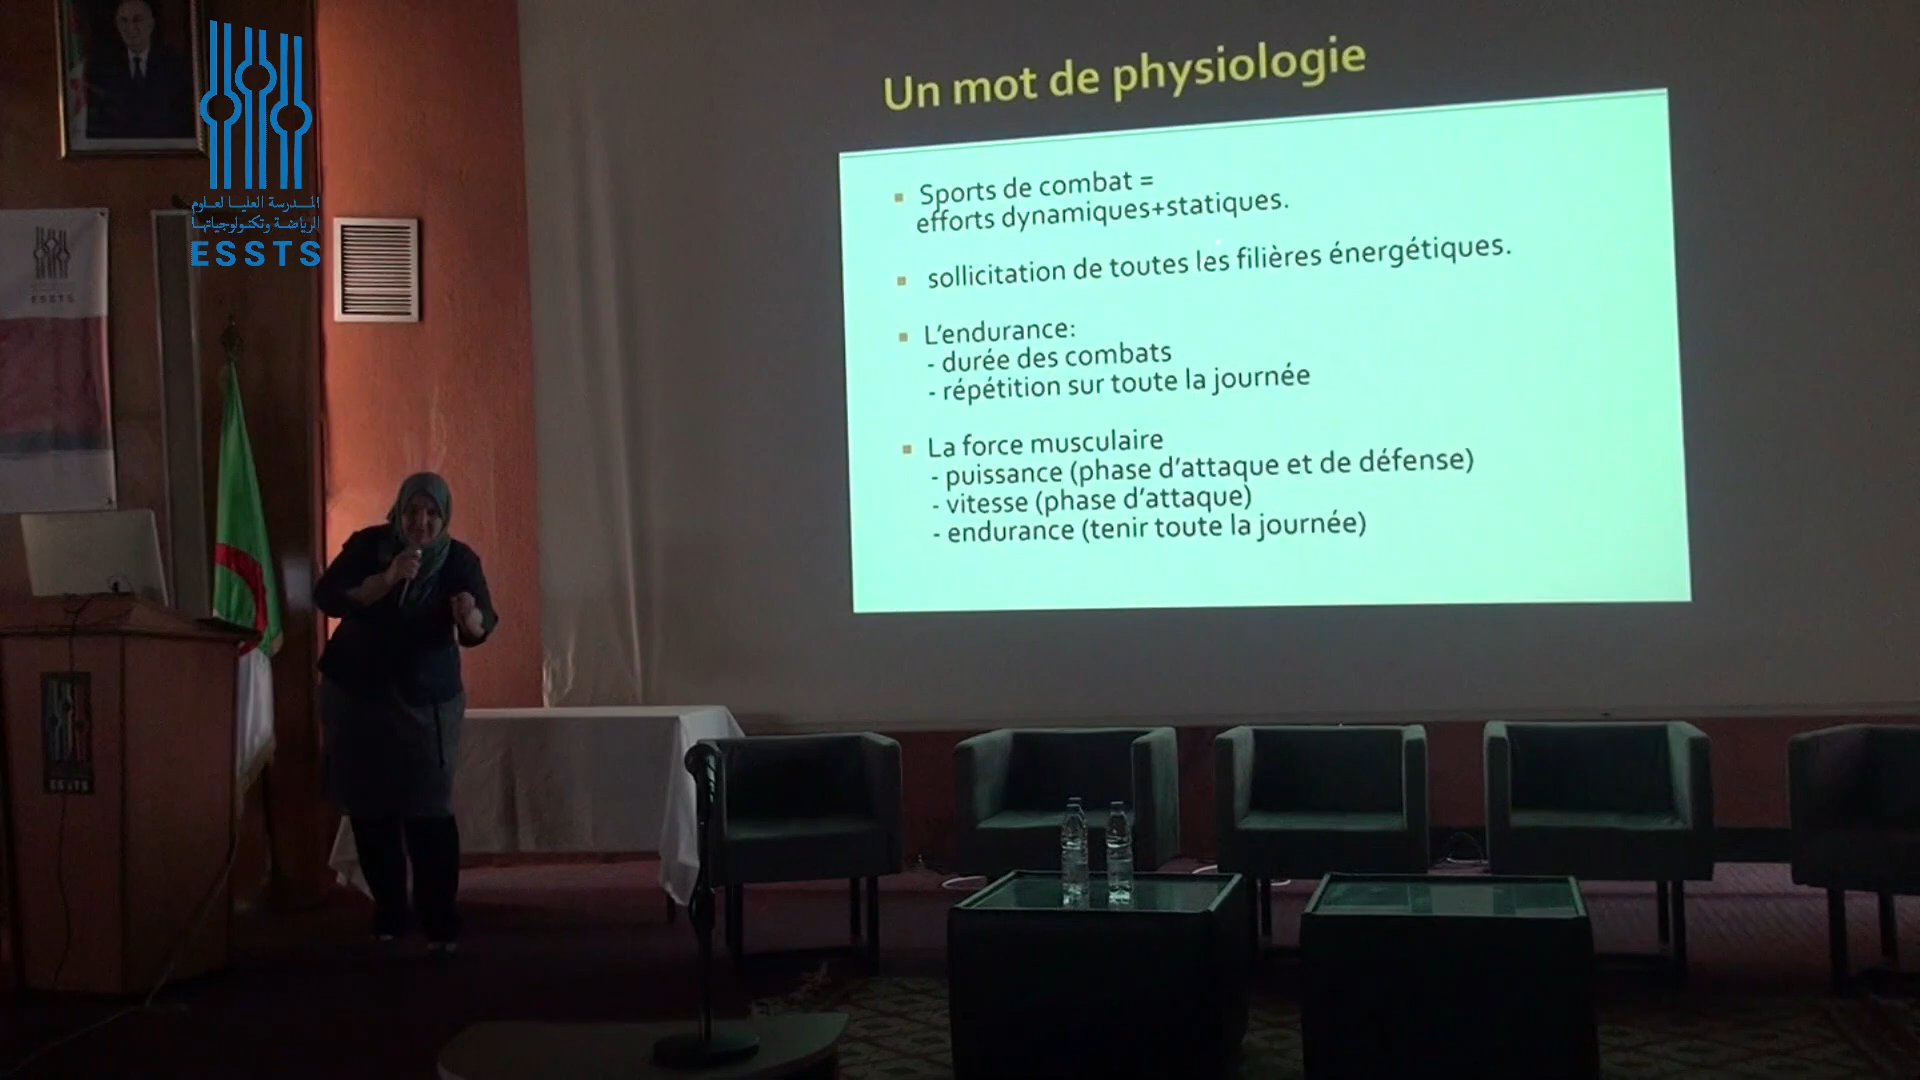 المدرسة العليا لعلوم
الرياضة وتكنولوجياتها
ESSTS
ESSTS
ESSTS
Un mot de physiologie
Sports de combat =
efforts dynamiques+statiques.
sollicitation de toutes les filières énergétiques.
L'endurance:
- durée des combats
- répétition sur toute la journée
La force musculaire
- puissance (phase d'attaque et de défense)
- vitesse (phase d'attaque)
- endurance (tenir toute la journée)